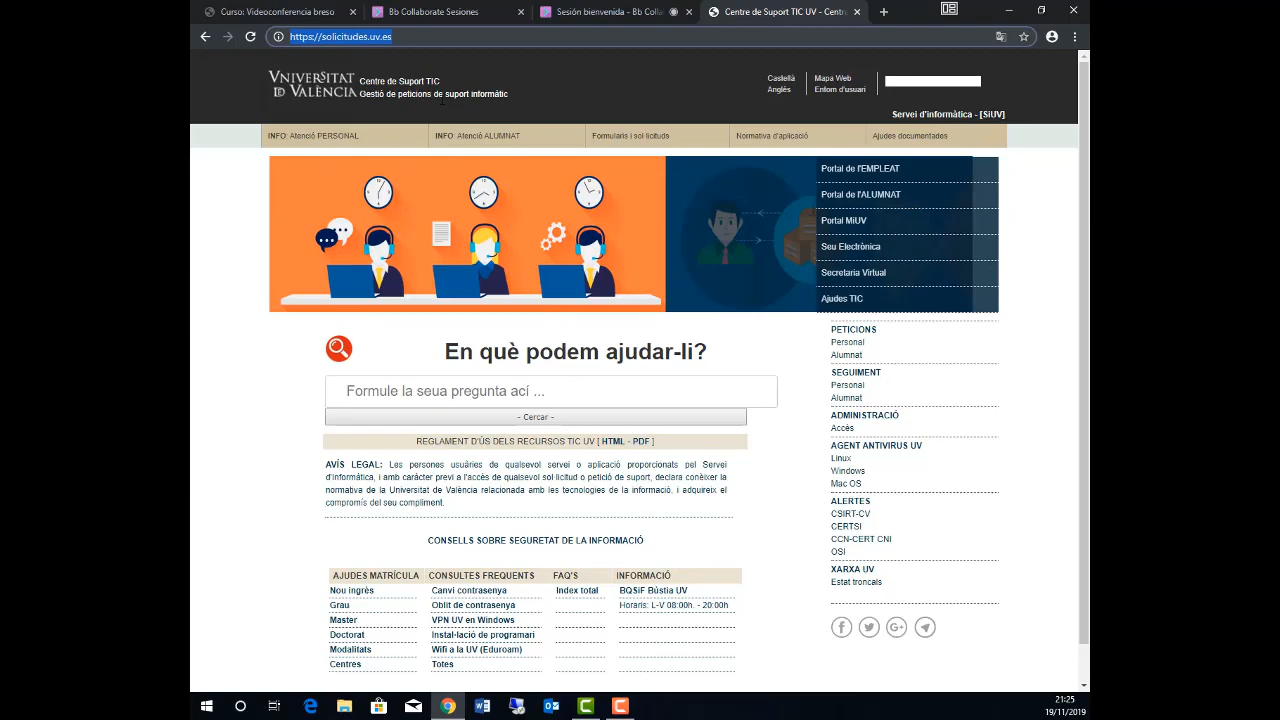 Curso: Videoconferencia breso
Bb Collaborate Sesiones
Sesión bienvenida - Bb Colla
Centre de Suport TIC UV - Centre
https://solicitudes.uv.es
VNIVERSITAT DE VALÈNCIA
Centre de Suport TIC
Gestió de peticions de suport informàtic
Castellà
Anglés
Mapa Web
Entorn d'usuari
Servei d'informàtica - [SiUV]
INFO: Atenció PERSONAL
INFO: Atenció ALUMNAT
Formularis i sol·licituds
Normativa d'aplicació
Ajudes documentades
Portal de l'EMPLEAT
Portal de l'ALUMNAT
Portal MiUV
Seu Electrònica
Secretaria Virtual
Ajudes TIC
En què podem ajudar-li?
Formule la seua pregunta ací ...
- Cercar -
REGLAMENT D'ÚS DELS RECURSOS TIC UV [ HTML - PDF ]
AVÍS LEGAL: Les persones usuàries de qualsevol servei o aplicació proporcionats pel Servei
d'Informàtica, i amb caràcter previ a l'accés de qualsevol sol·licitud o petició de suport, declara conèixer la
normativa de la Universitat de València relacionada amb les tecnologies de la informació, i adquireix el
compromís del seu compliment.
CONSELLS SOBRE SEGURETAT DE LA INFORMACIÓ
AJUDES MATRÍCULA CONSULTES FREQUENTS FAQ'S INFORMACIÓ
Nou ingrès Canvi contrasenya Index total BQSiF Bústia UV
Grau Oblit de contrasenya Horaris: L-V 08:00h. - 20:00h
Master VPN UV en Windows
Doctorat Instal·lació de programari
Modalitats Wifi a la UV (Eduroam)
Centres Totes
PETICIONS
Personal
Alumnat
SEGUIMENT
Personal
Alumnat
ADMINISTRACIÓ
Accès
AGENT ANTIVIRUS UV
Linux
Windows
Mac OS
ALERTES
CSIRT-CV
CERTSI
CCN-CERT CNI
OSI
XARXA UV
Estat troncals
21:25
19/11/2019